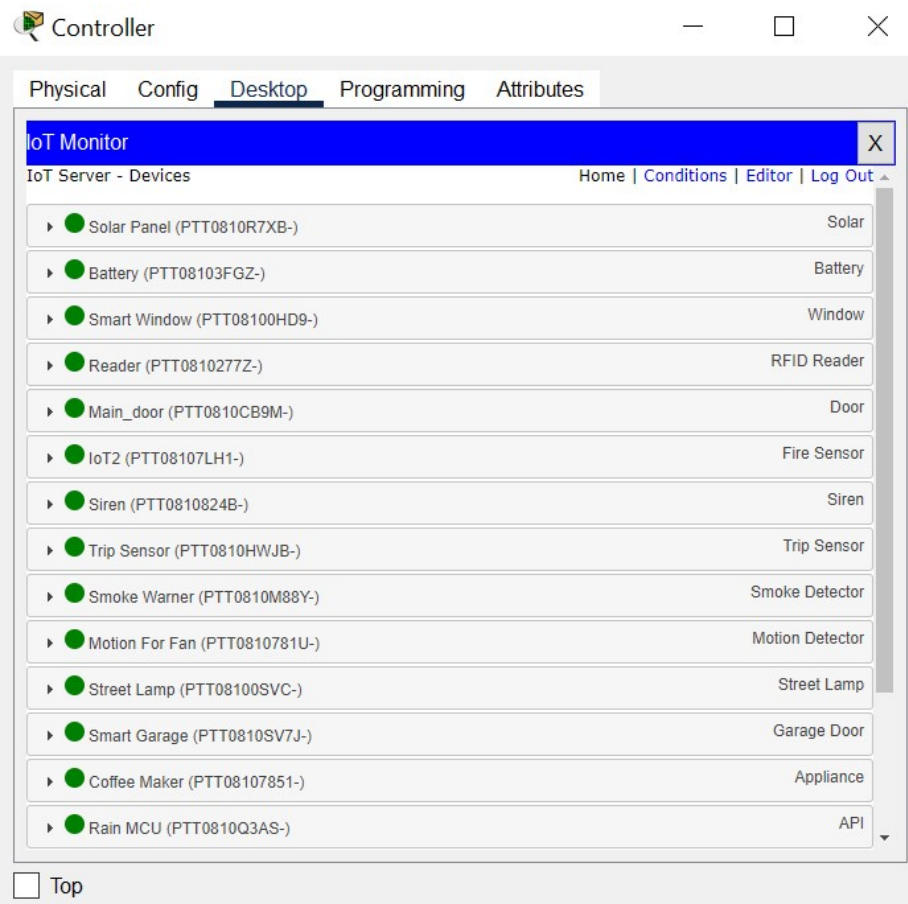 Controller
Physical Config Desktop Programming Attributes
IoT Monitor X
IoT Server - Devices Home | Conditions | Editor | Log Out
Solar Panel (PTT0810R7XB-) Solar
Battery (PTT08103FGZ-) Battery
Smart Window (PTT08100HD9-) Window
Reader (PTT0810277Z-) RFID Reader
Main_door (PTT0810CB9M-) Door
IoT2 (PTT08107LH1-) Fire Sensor
Siren (PTT0810824B-) Siren
Trip Sensor (PTT0810HWJB-) Trip Sensor
Smoke Warner (PTT0810M88Y-) Smoke Detector
Motion For Fan (PTT0810781U-) Motion Detector
Street Lamp (PTT08100SVC-) Street Lamp
Smart Garage (PTT0810SV7J-) Garage Door
Coffee Maker (PTT08107851-) Appliance
Rain MCU (PTT0810Q3AS-) API
Top